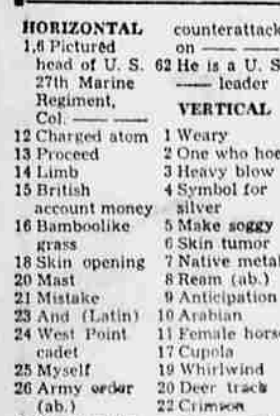 HORIZONTAL
1,6 Pictured
head of U. S.
27th Marine
Regiment,
Col. —— ——
12 Charged atom
13 Proceed
14 Limb
15 British
account money
16 Bamboolike
grass
18 Skin opening
20 Mast
21 Mistake
23 And (Latin)
24 West Point
cadet
25 Myself
26 Army order
(ab.)
counterattack
on —— ——
62 He is a U. S.
—— leader
VERTICAL
1 Weary
2 One who hoe
3 Heavy blow
4 Symbol for
silver
5 Make soggy
6 Skin tumor
7 Native metal
8 Ream (ab.)
9 Anticipation
10 Arabian
11 Female horse
17 Cupola
19 Whirlwind
20 Deer track
22 Crimson